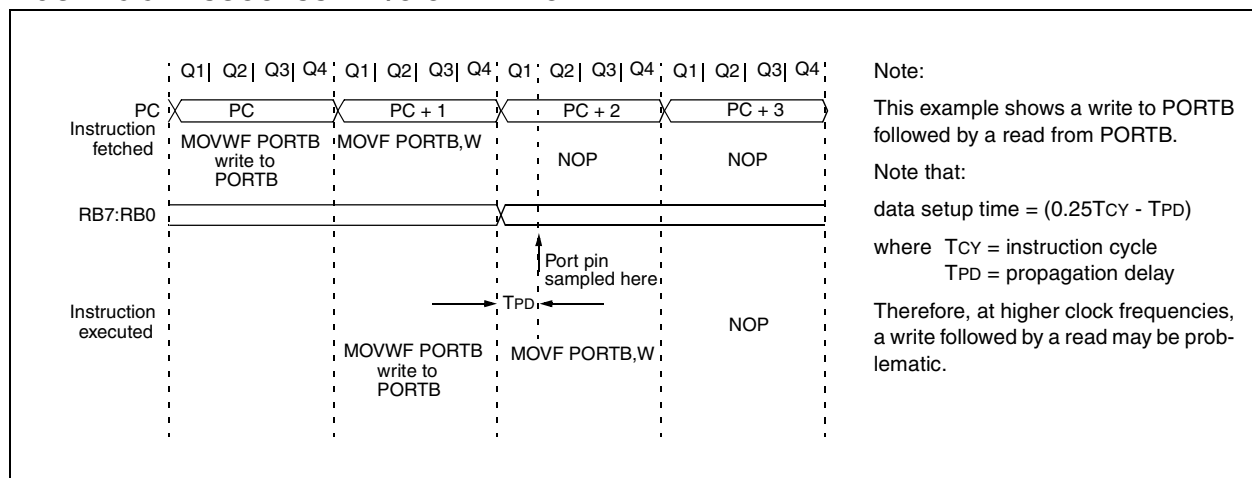 Q1| Q2| Q3| Q4 Q1| Q2| Q3| Q4 Q1 Q2| Q3| Q4 Q1| Q2| Q3| Q4
PC PC PC + 1 PC + 2 PC + 3
Instruction
fetched
MOVWF PORTB
write to
PORTB
MOVF PORTB,W
NOP
NOP
RB7:RB0
Port pin
sampled here
TPD
Instruction
executed
MOVWF PORTB
write to
PORTB
MOVF PORTB,W
NOP
Note:
This example shows a write to PORTB
followed by a read from PORTB.
Note that:
data setup time = (0.25TCY - TPD)
where TCY = instruction cycle
TPD = propagation delay
Therefore, at higher clock frequencies,
a write followed by a read may be prob-
lematic.